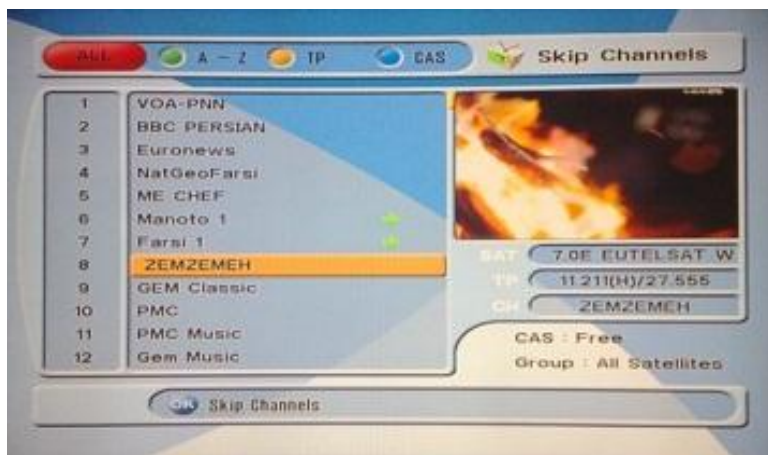 ALL A - Z TP CAS Skip Channels
1 VOA-PNN
2 BBC PERSIAN
3 Euronews
4 NatGeoFarsi
5 ME CHEF
6 Manoto 1
7 Farsi 1
8 ZEMZEMEH
9 GEM Classic
10 PMC
11 PMC Music
12 Gem Music
SAT 7.0E EUTELSAT W
TP 11.211(H)/27.555
CH ZEMZEMEH
CAS : Free
Group : All Satellites
OK Skip Channels